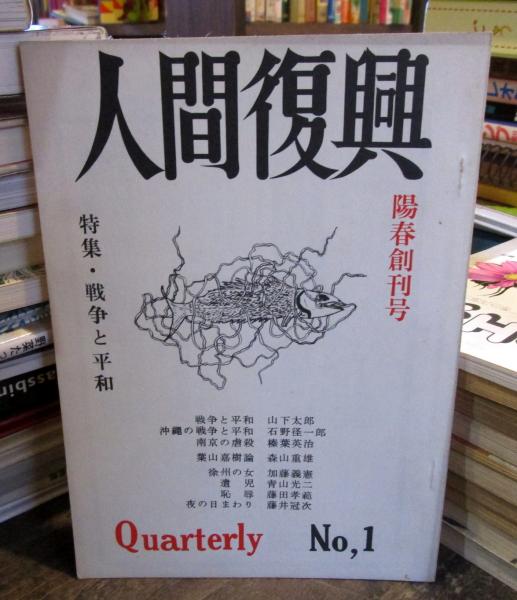 人間復興
陽春創刊号
特集・戦争と平和
戦争と平和 山下太郎
沖縄の戦争と平和 石野径一郎
南京の虐殺 榛葉英治
葉山嘉樹論 森山重雄
徐州の女 加藤義憲
遺児 青山光二
恥辱 藤田孝範
夜の日まわり 藤井冠次
Quarterly No,1